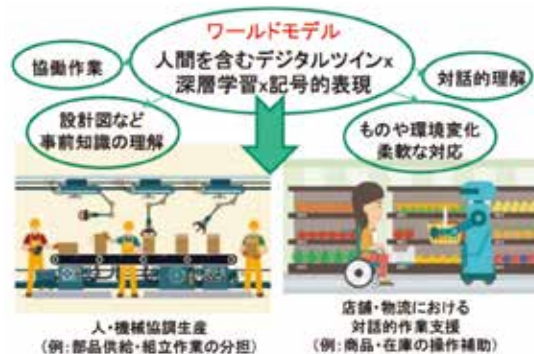 ワールドモデル
人間を含むデジタルツインx
深層学習x記号的表現
協働作業
対話的理解
設計図など
事前知識の理解
ものや環境変化
柔軟な対応
人・機械協調生産
(例:部品供給・組立作業の分担)
店舗・物流における
対話的作業支援
(例:商品・在庫の操作補助)